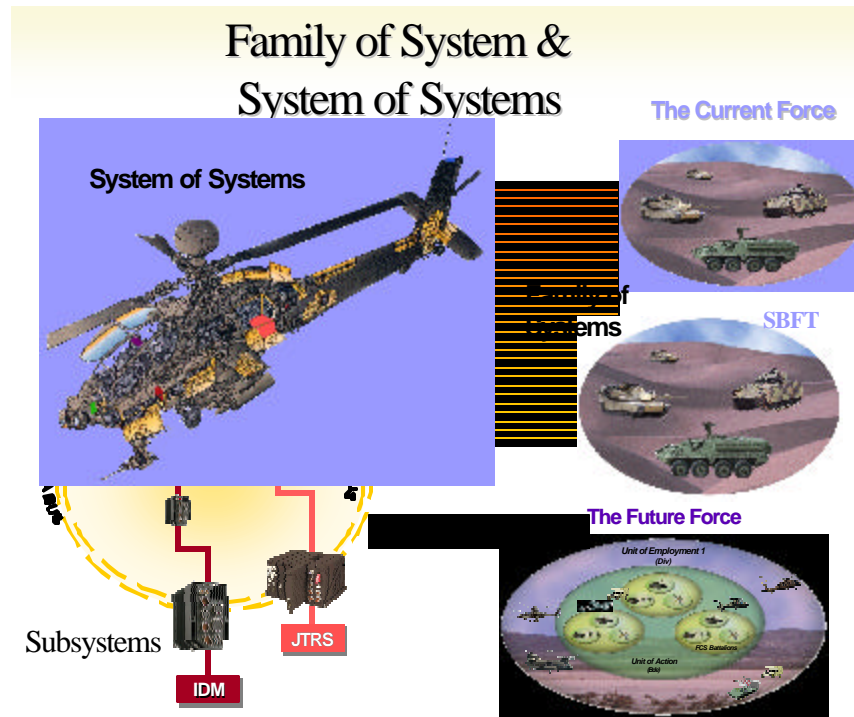 Family of System &
System of Systems
The Current Force
System of Systems
Family of
Systems
SBFT
The Future Force
Unit of Employment 1
(Div)
FCS Battalions
Unit of Action
(Bde)
Subsystems
JTRS
IDM